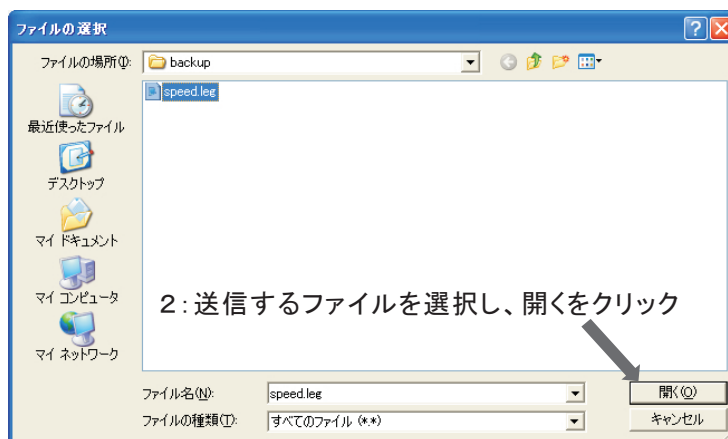 ファイルの選択
ファイルの場所(I):
backup
speed.leg
最近使ったファイル
デスクトップ
マイ ドキュメント
マイ コンピュータ
マイ ネットワーク
2:送信するファイルを選択し、開くをクリック
ファイル名(N):
speed.leg
開く(O)
ファイルの種類(T):
すべてのファイル (*.*)
キャンセル